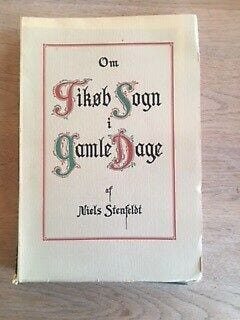 Om
Tikøb Sogn
i
Gamle Dage
af
Niels Stenfeldt